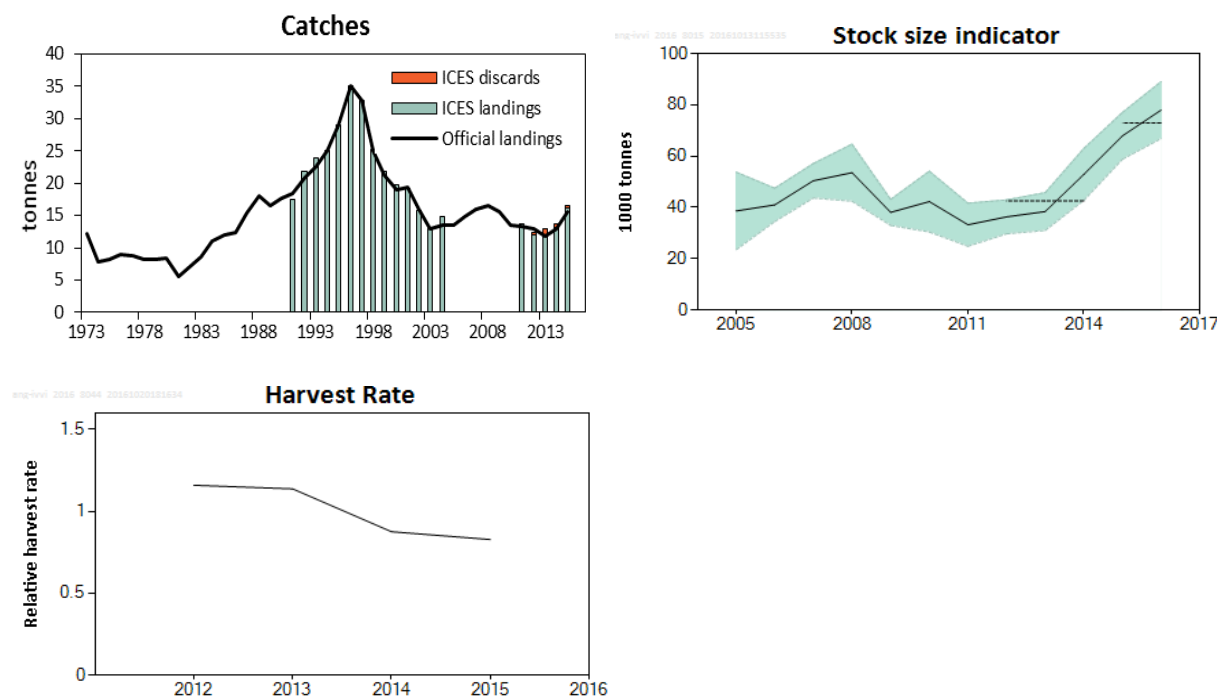 Catches
40
35
30
25
20
15
10
5
0
tonnes
ICES discards
ICES landings
Official landings
1973 1978 1983 1988 1993 1998 2003 2008 2013
Stock size indicator
100
80
60
40
20
0
1000 tonnes
2005 2008 2011 2014 2017
Harvest Rate
1.5
1
0.5
0
Relative harvest rate
2012 2013 2014 2015 2016